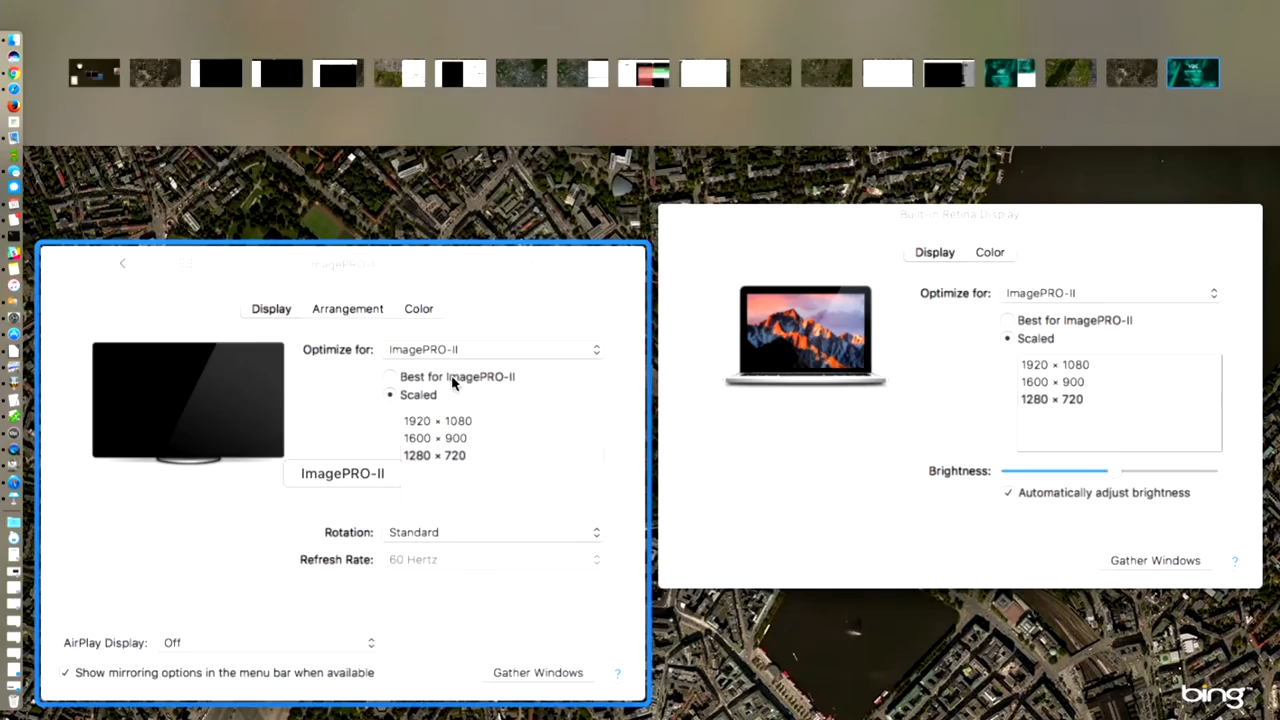 ImagePRO-II
Display Arrangement Color
Optimize for: ImagePRO-II
Best for ImagePRO-II
Scaled
1920 × 1080
1600 × 900
1280 × 720
ImagePRO-II
Rotation: Standard
Refresh Rate: 60 Hertz
AirPlay Display: Off
✓ Show mirroring options in the menu bar when available
Gather Windows ?
Built-in Retina Display
Display Color
Optimize for: ImagePRO-II
Best for ImagePRO-II
Scaled
1920 × 1080
1600 × 900
1280 × 720
Brightness:
✓ Automatically adjust brightness
Gather Windows ?
bing